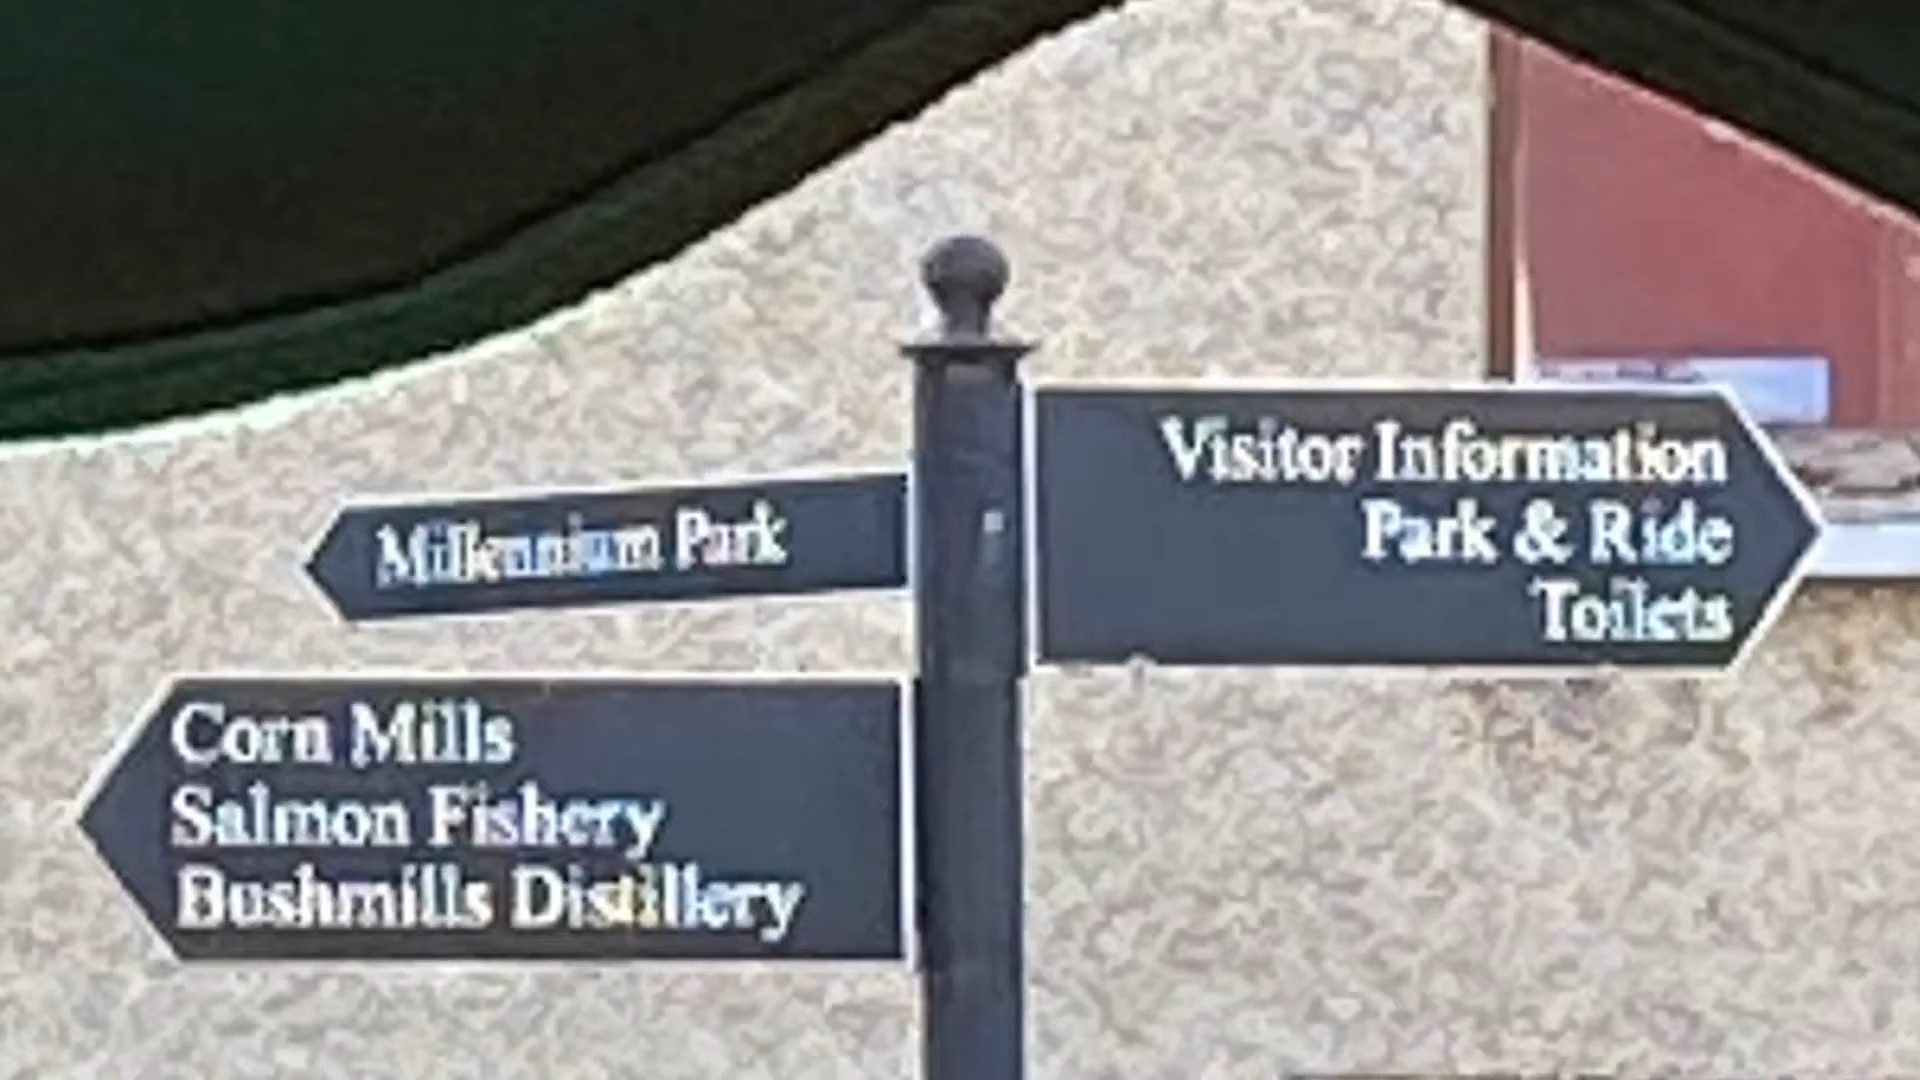 Visitor Information
Park & Ride
Toilets
Millennium Park
Corn Mills
Salmon Fishery
Bushmills Distillery